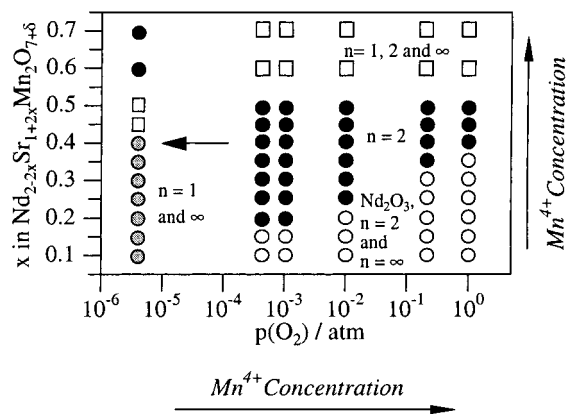 0.7
0.6
0.5
0.4
0.3
0.2
0.1
x in Nd₂₋₂ₓSr₁₊₂ₓMn₂O₇₊δ
n= 1, 2 and ∞
n = 2
n = 1
and ∞
Nd₂O₃,
n = 2
and
n = ∞
10⁻⁶ 10⁻⁵ 10⁻⁴ 10⁻³ 10⁻² 10⁻¹ 10⁰
p(O₂) / atm
Mn⁴⁺Concentration
Mn⁴⁺Concentration